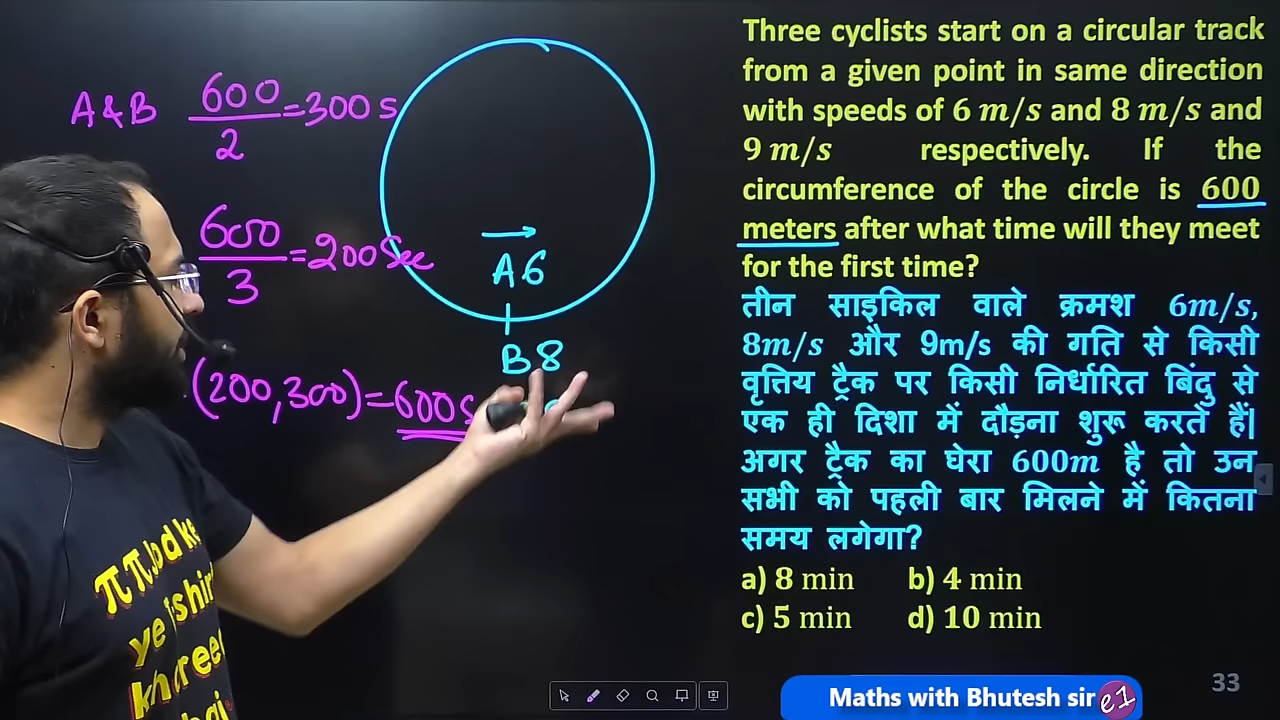 A & B 600/2 = 300 s
600/3 = 200 Sec
(200, 300) = 600 s
A 6
B 8
Three cyclists start on a circular track
from a given point in same direction
with speeds of 6 m/s and 8 m/s and
9 m/s respectively. If the
circumference of the circle is 600
meters after what time will they meet
for the first time?
तीन साइकिल वाले क्रमश 6m/s,
8m/s और 9m/s की गति से किसी
वृत्तिय ट्रैक पर किसी निर्धारित बिंदु से
एक ही दिशा में दौड़ना शुरू करते हैं|
अगर ट्रैक का घेरा 600m है तो उन
सभी को पहली बार मिलने में कितना
समय लगेगा?
a) 8 min b) 4 min
c) 5 min d) 10 min
33
Maths with Bhutesh sir e1
ππ
ye